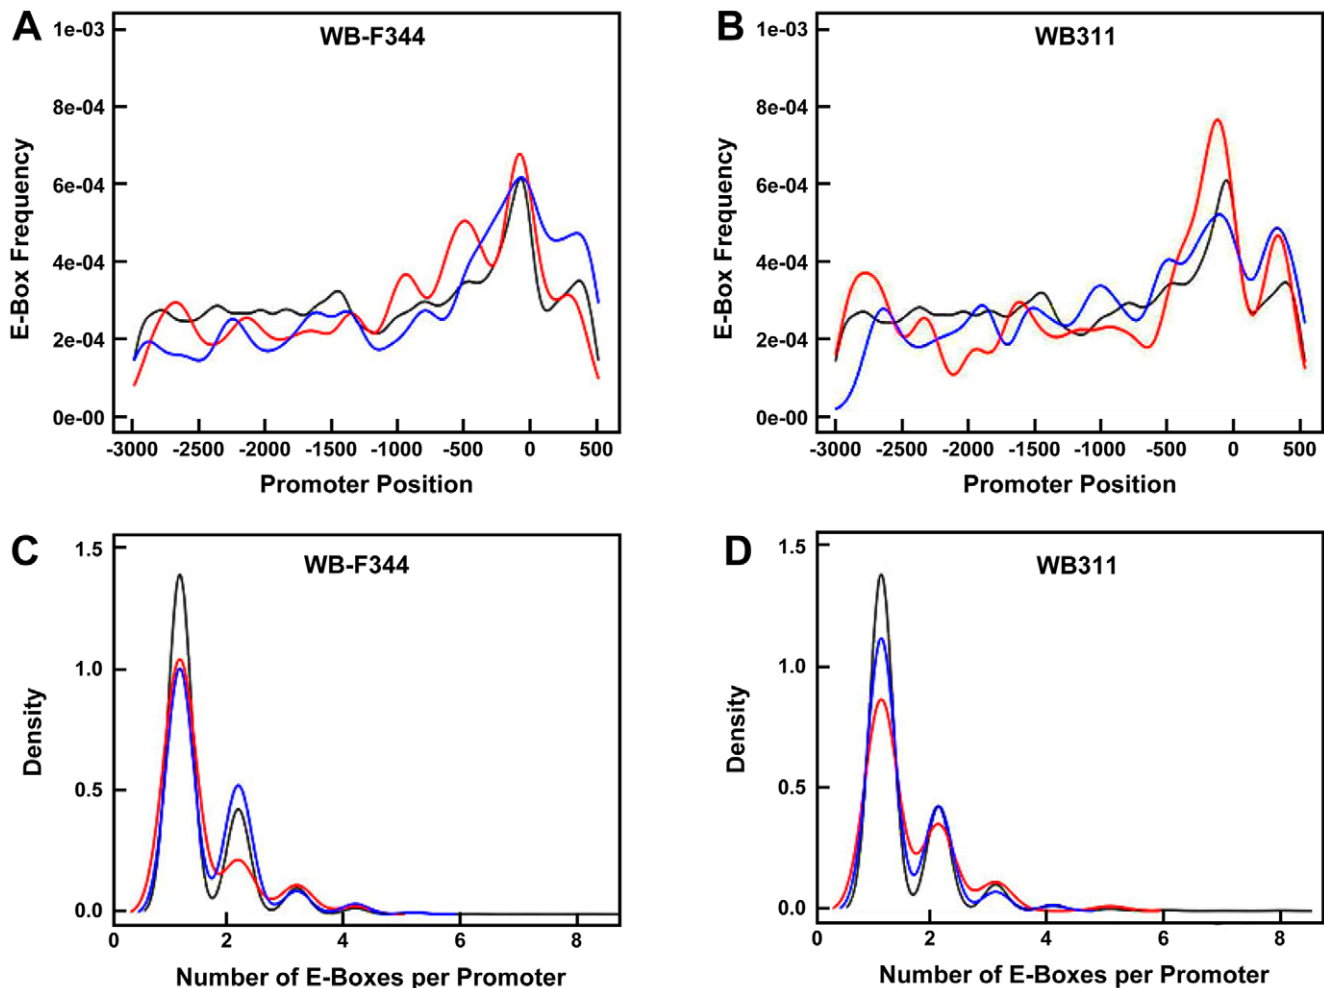 A
WB-F344
1e-03
8e-04
6e-04
4e-04
2e-04
0e-00
E-Box Frequency
-3000 -2500 -2000 -1500 -1000 -500 0 500
Promoter Position
B
WB311
1e-03
8e-04
6e-04
4e-04
2e-04
0e-00
E-Box Frequency
-3000 -2500 -2000 -1500 -1000 -500 0 500
Promoter Position
C
WB-F344
1.5
1.0
0.5
0.0
Density
0 2 4 6 8
Number of E-Boxes per Promoter
D
WB311
1.5
1.0
0.5
0.0
Density
0 2 4 6 8
Number of E-Boxes per Promoter